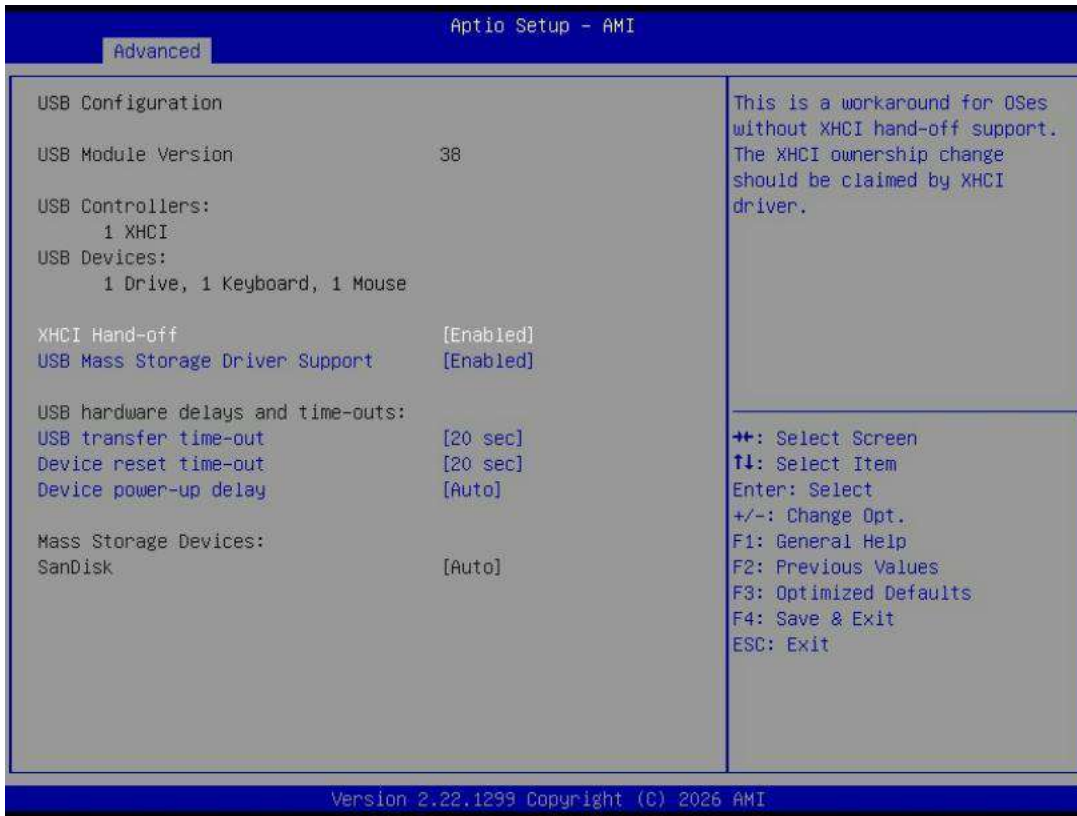 Aptio Setup - AMI
Advanced
USB Configuration
USB Module Version 38
USB Controllers:
1 XHCI
USB Devices:
1 Drive, 1 Keyboard, 1 Mouse
XHCI Hand-off [Enabled]
USB Mass Storage Driver Support [Enabled]
USB hardware delays and time-outs:
USB transfer time-out [20 sec]
Device reset time-out [20 sec]
Device power-up delay [Auto]
Mass Storage Devices:
SanDisk [Auto]
This is a workaround for OSes
without XHCI hand-off support.
The XHCI ownership change
should be claimed by XHCI
driver.
→←: Select Screen
↑↓: Select Item
Enter: Select
+/-: Change Opt.
F1: General Help
F2: Previous Values
F3: Optimized Defaults
F4: Save & Exit
ESC: Exit
Version 2.22.1299 Copyright (C) 2026 AMI